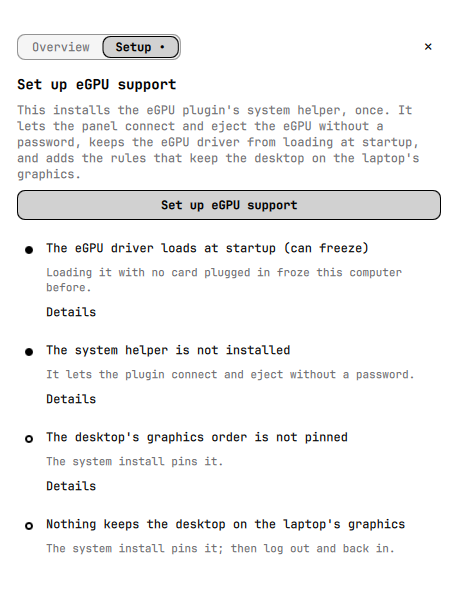 Overview
Setup •
×
Set up eGPU support
This installs the eGPU plugin's system helper, once. It
lets the panel connect and eject the eGPU without a
password, keeps the eGPU driver from loading at startup,
and adds the rules that keep the desktop on the laptop's
graphics.
Set up eGPU support
The eGPU driver loads at startup (can freeze)
Loading it with no card plugged in froze this computer
before.
Details
The system helper is not installed
It lets the plugin connect and eject without a password.
Details
The desktop's graphics order is not pinned
The system install pins it.
Details
Nothing keeps the desktop on the laptop's graphics
The system install pins it; then log out and back in.